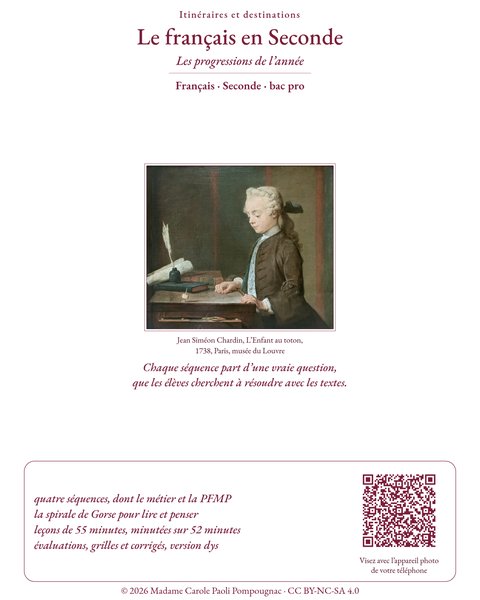 Itinéraires et destinations
Le français en Seconde
Les progressions de l’année
Français · Seconde · bac pro
Jean Siméon Chardin, L’Enfant au toton,
1738, Paris, musée du Louvre
Chaque séquence part d’une vraie question,
que les élèves cherchent à résoudre avec les textes.
quatre séquences, dont le métier et la PFMP
la spirale de Gorse pour lire et penser
leçons de 55 minutes, minutées sur 52 minutes
évaluations, grilles et corrigés, version dys
Visez avec l’appareil photo
de votre téléphone
© 2026 Madame Carole Paoli Pompougnac · CC BY-NC-SA 4.0